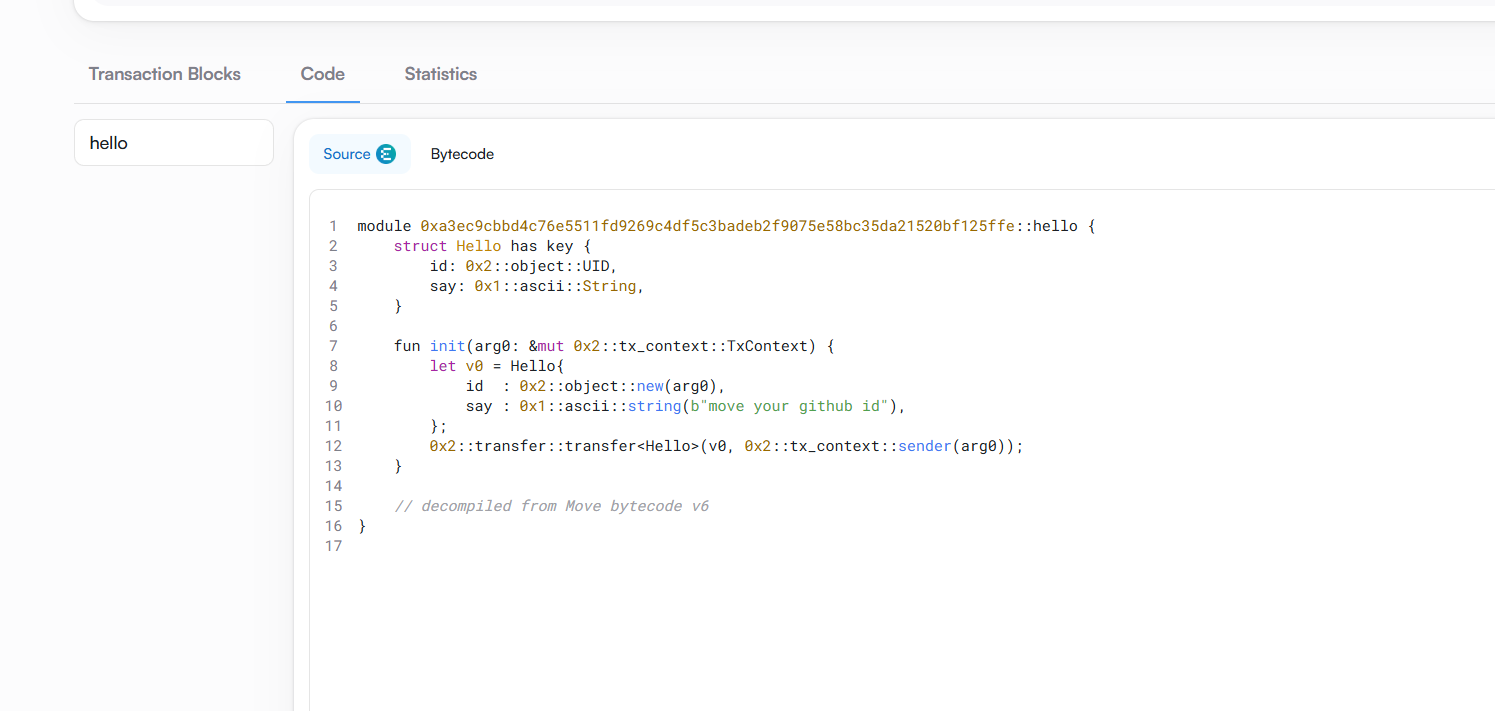 Transaction Blocks Code Statistics
hello
Source Bytecode
1 module 0xa3ec9cbbd4c76e5511fd9269c4df5c3badeb2f9075e58bc35da21520bf125ffe::hello {
2     struct Hello has key {
3         id: 0x2::object::UID,
4         say: 0x1::ascii::String,
5     }
6
7     fun init(arg0: &mut 0x2::tx_context::TxContext) {
8         let v0 = Hello{
9             id  : 0x2::object::new(arg0),
10             say : 0x1::ascii::string(b"move your github id"),
11         };
12         0x2::transfer::transfer<Hello>(v0, 0x2::tx_context::sender(arg0));
13     }
14
15     // decompiled from Move bytecode v6
16 }
17